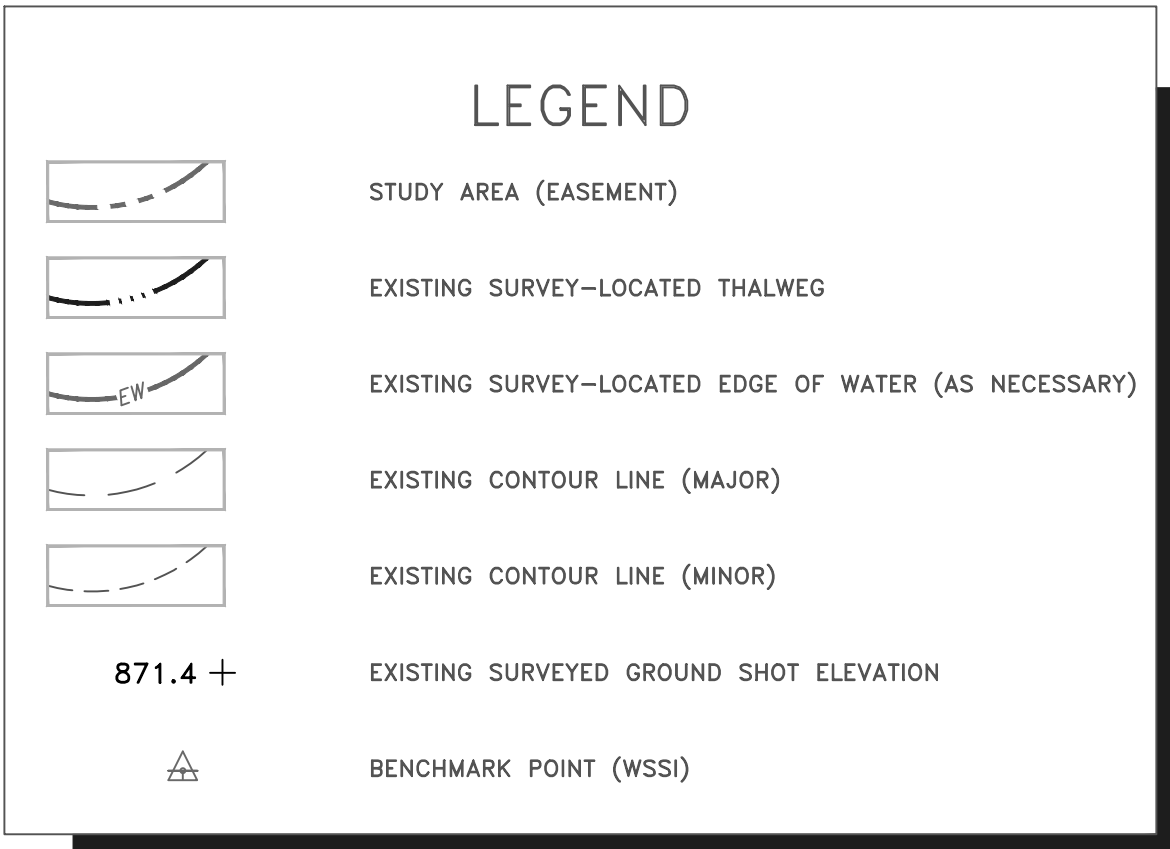 LEGEND
STUDY AREA (EASEMENT)
EXISTING SURVEY–LOCATED THALWEG
EW EXISTING SURVEY–LOCATED EDGE OF WATER (AS NECESSARY)
EXISTING CONTOUR LINE (MAJOR)
EXISTING CONTOUR LINE (MINOR)
871.4 + EXISTING SURVEYED GROUND SHOT ELEVATION
BENCHMARK POINT (WSSI)